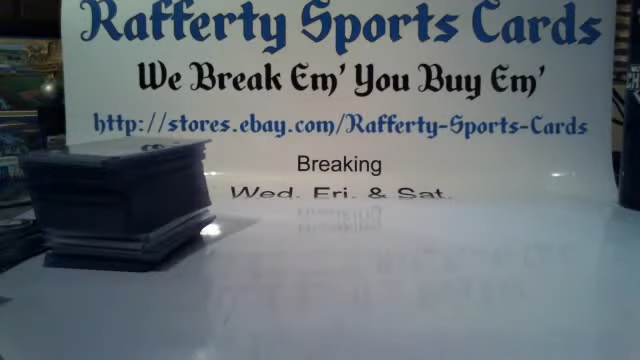 Rafferty Sports Cards
We Break Em' You Buy Em'
http://stores.ebay.com/Rafferty-Sports-Cards
Breaking
Wed. Fri. & Sat.